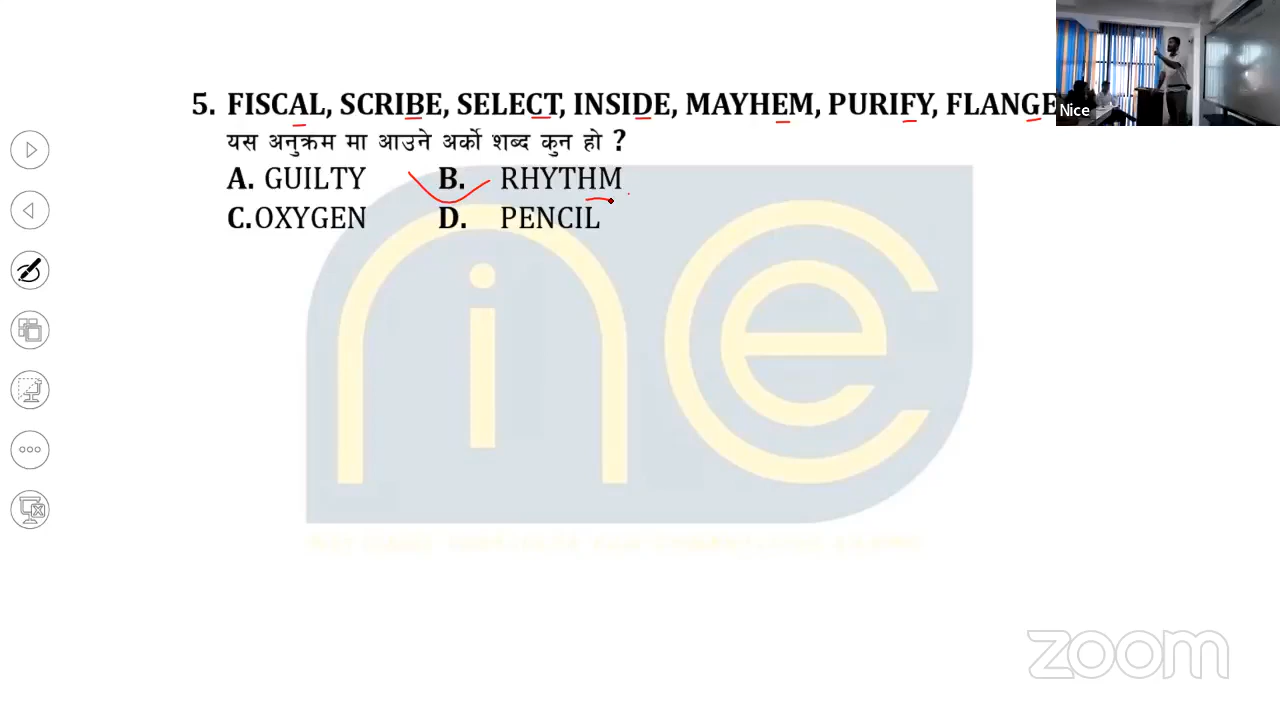 Nice
5. FISCAL, SCRIBE, SELECT, INSIDE, MAYHEM, PURIFY, FLANGE
यस अनुक्रम मा आउने अर्को शब्द कुन हो ?
A. GUILTY B. RHYTHM
C.OXYGEN D. PENCIL
nice
zoom